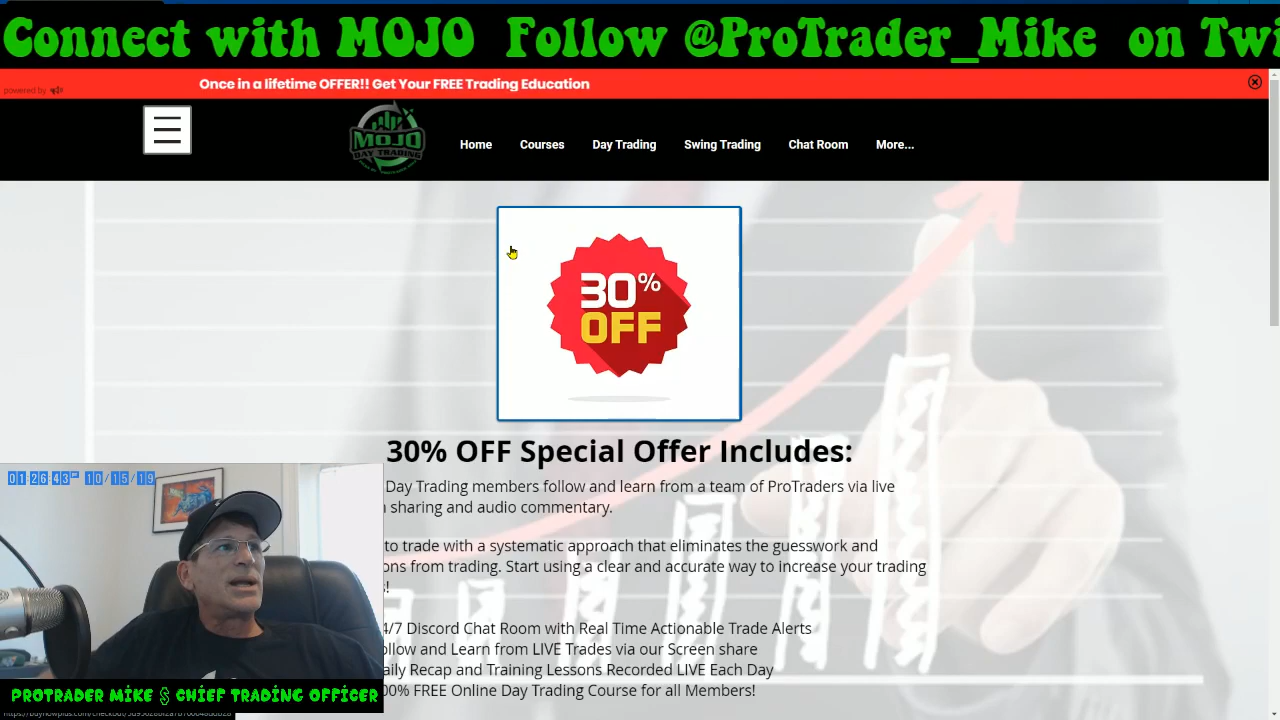 Connect with MOJO  Follow @ProTrader_Mike  on Twi
powered by
Once in a lifetime OFFER!! Get Your FREE Trading Education
MOJO
DAY TRADING
Home Courses Day Trading Swing Trading Chat Room More...
30%
OFF
30% OFF Special Offer Includes:
Day Trading members follow and learn from a team of ProTraders via live
sharing and audio commentary.
to trade with a systematic approach that eliminates the guesswork and
ons from trading. Start using a clear and accurate way to increase your trading
!
4/7 Discord Chat Room with Real Time Actionable Trade Alerts
ollow and Learn from LIVE Trades via our Screen share
aily Recap and Training Lessons Recorded LIVE Each Day
00% FREE Online Day Trading Course for all Members!
01:26:43 PM 10/15/19
PROTRADER MIKE $ CHIEF TRADING OFFICER